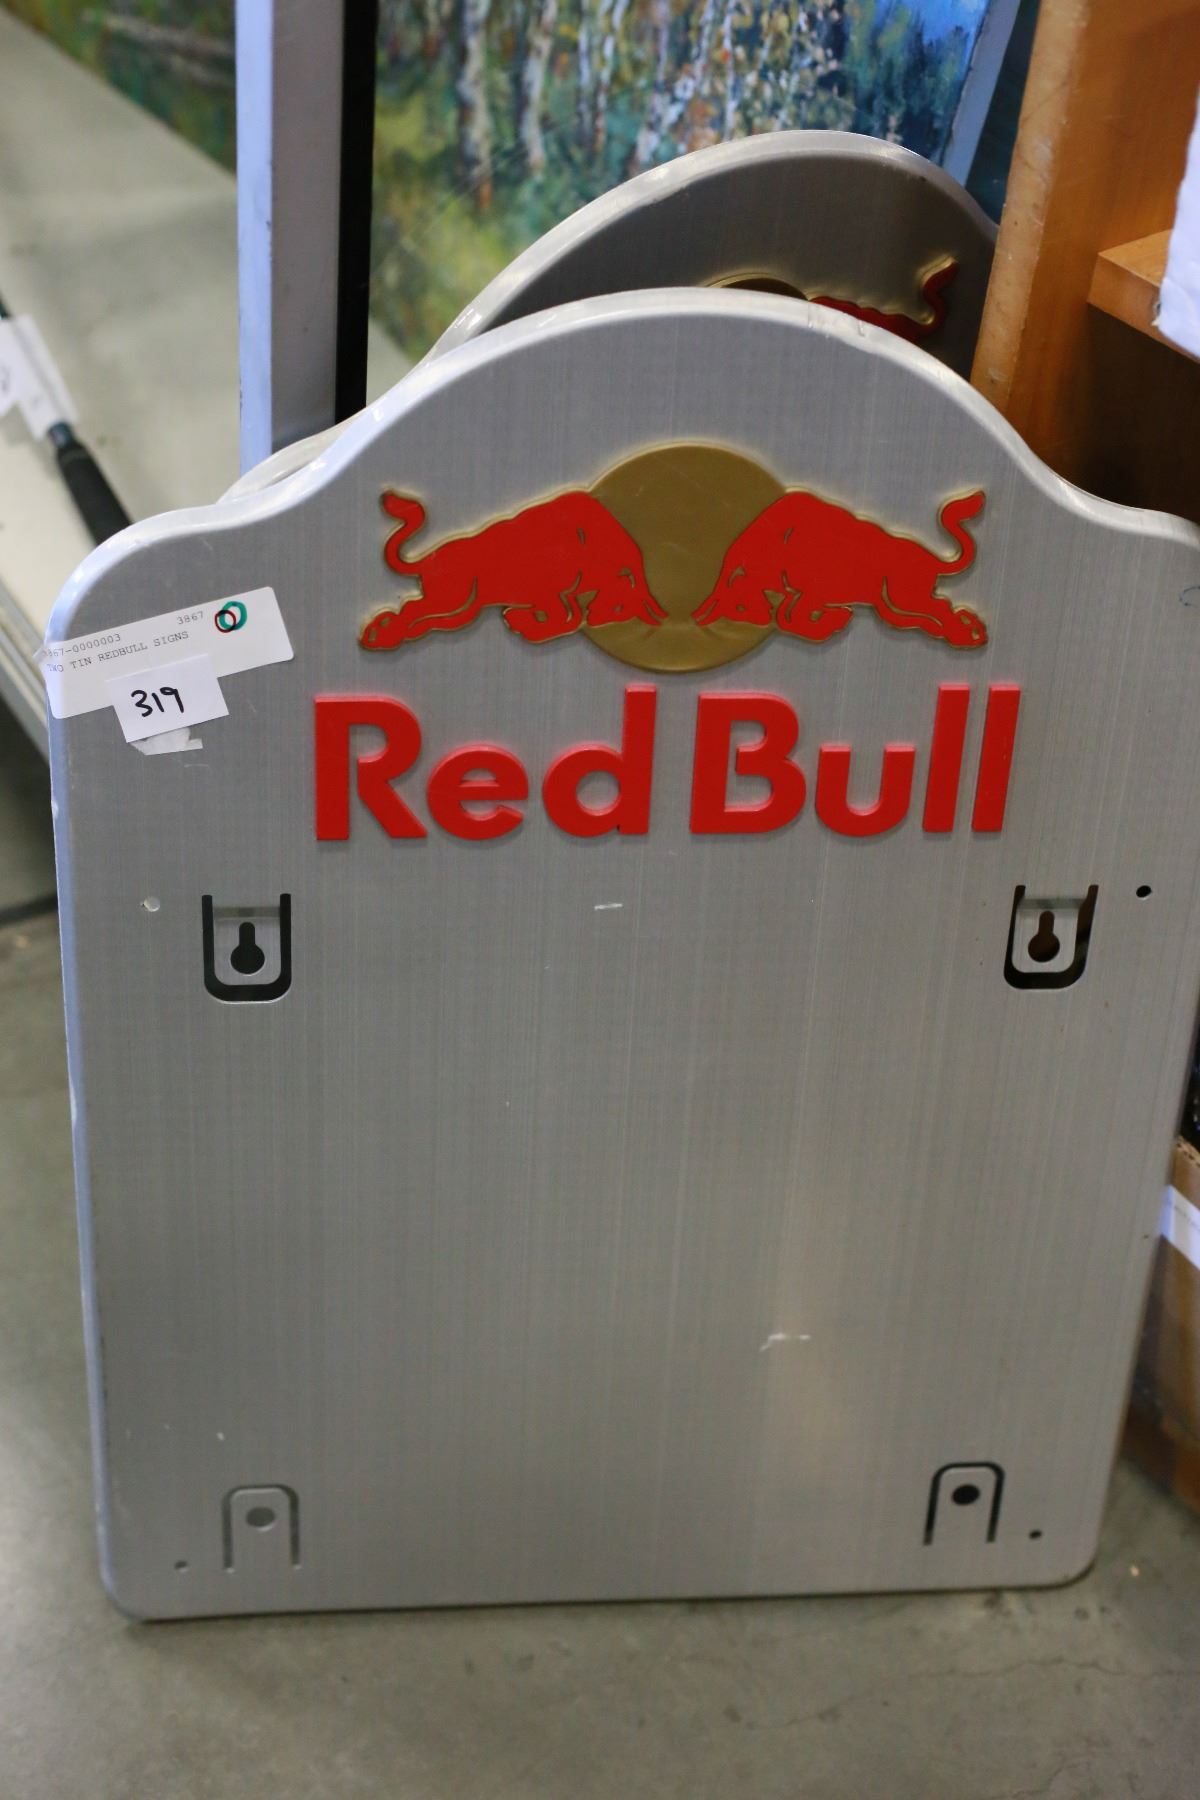 3867
3867-0000003
TWO TIN REDBULL SIGNS
319
Red Bull